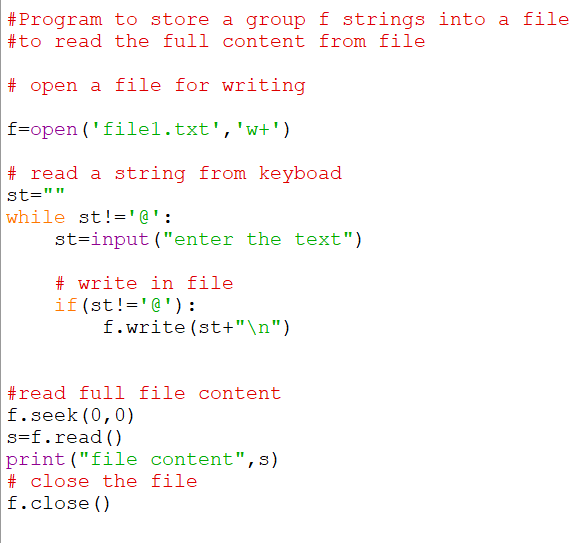 #Program to store a group f strings into a file
#to read the full content from file
# open a file for writing
f=open('file1.txt','w+')
# read a string from keyboad
st=""
while st!='@':
    st=input("enter the text")
    # write in file
    if(st!='@'):
        f.write(st+"\n")
#read full file content
f.seek(0,0)
s=f.read()
print("file content",s)
# close the file
f.close()